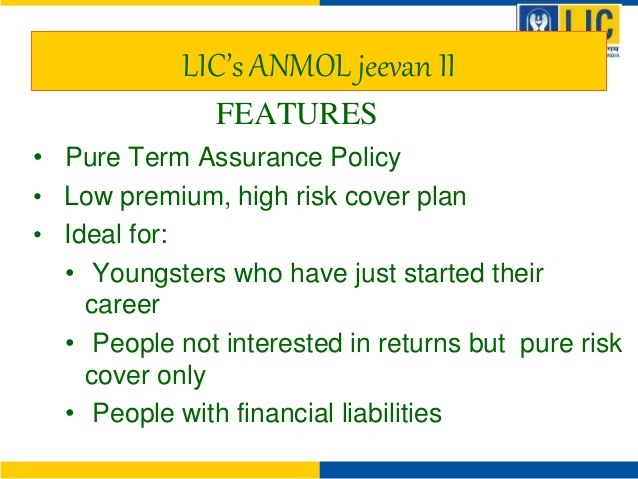 LIC
LIC's ANMOL jeevan II
FEATURES
• Pure Term Assurance Policy
• Low premium, high risk cover plan
• Ideal for:
• Youngsters who have just started their
career
• People not interested in returns but pure risk
cover only
• People with financial liabilities